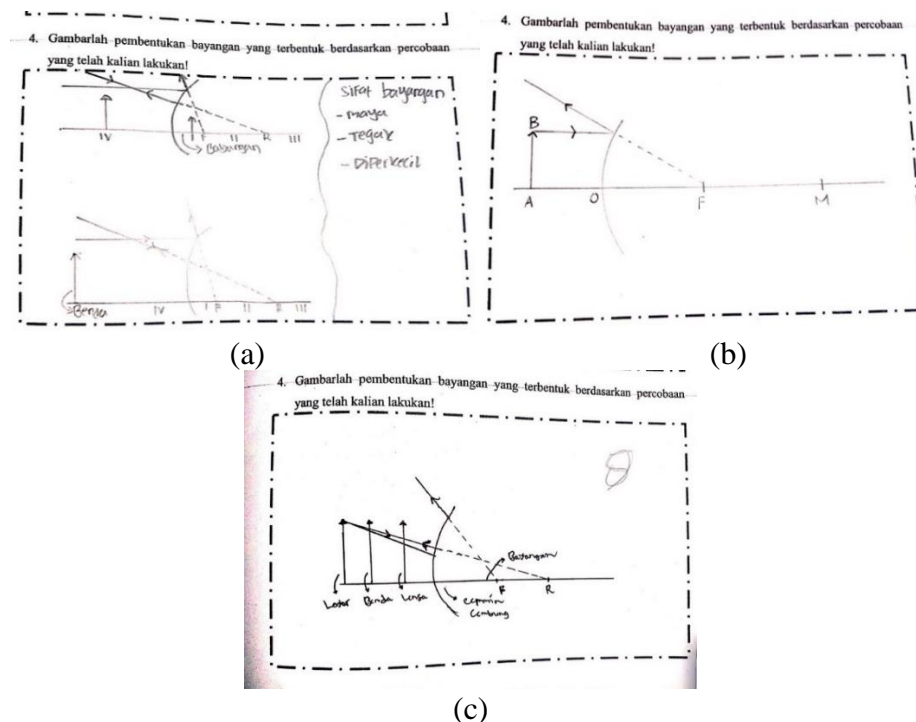 4. Gambarlah pembentukan bayangan yang terbentuk berdasarkan percobaan
yang telah kalian lakukan!
Sifat bayangan
- maya
- Tegak
- Diperkecil
IV I II R III
Bayangan
IV I F II R III
Benda
(a)
4. Gambarlah pembentukan bayangan yang terbentuk berdasarkan percobaan
yang telah kalian lakukan!
B
A O F M
(b)
4. Gambarlah pembentukan bayangan yang terbentuk berdasarkan percobaan
yang telah kalian lakukan!
Bayangan
F R
Layar Benda Lensa cermin
Cembung
(c)